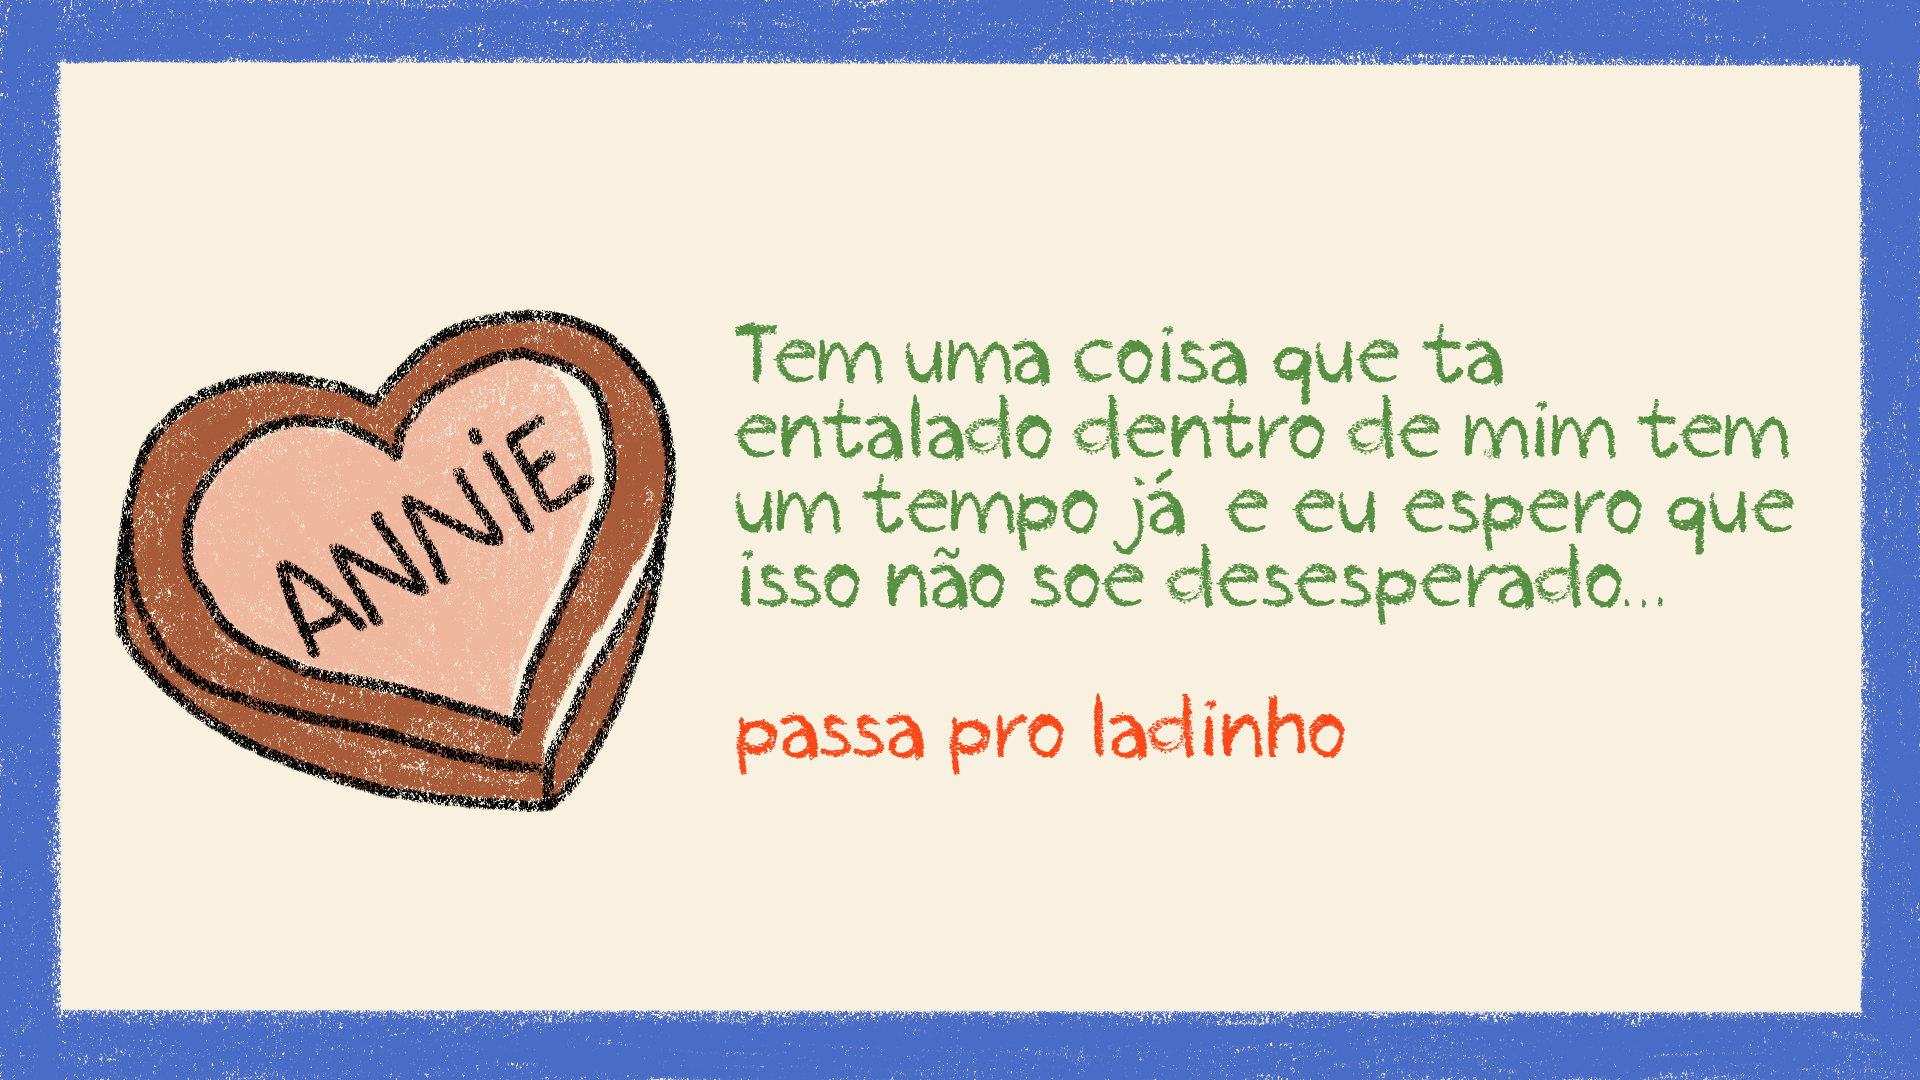 ANNIE
Tem uma coisa que ta
entalado dentro de mim tem
um tempo já e eu espero que
isso não soe desesperado...
passa pro ladinho